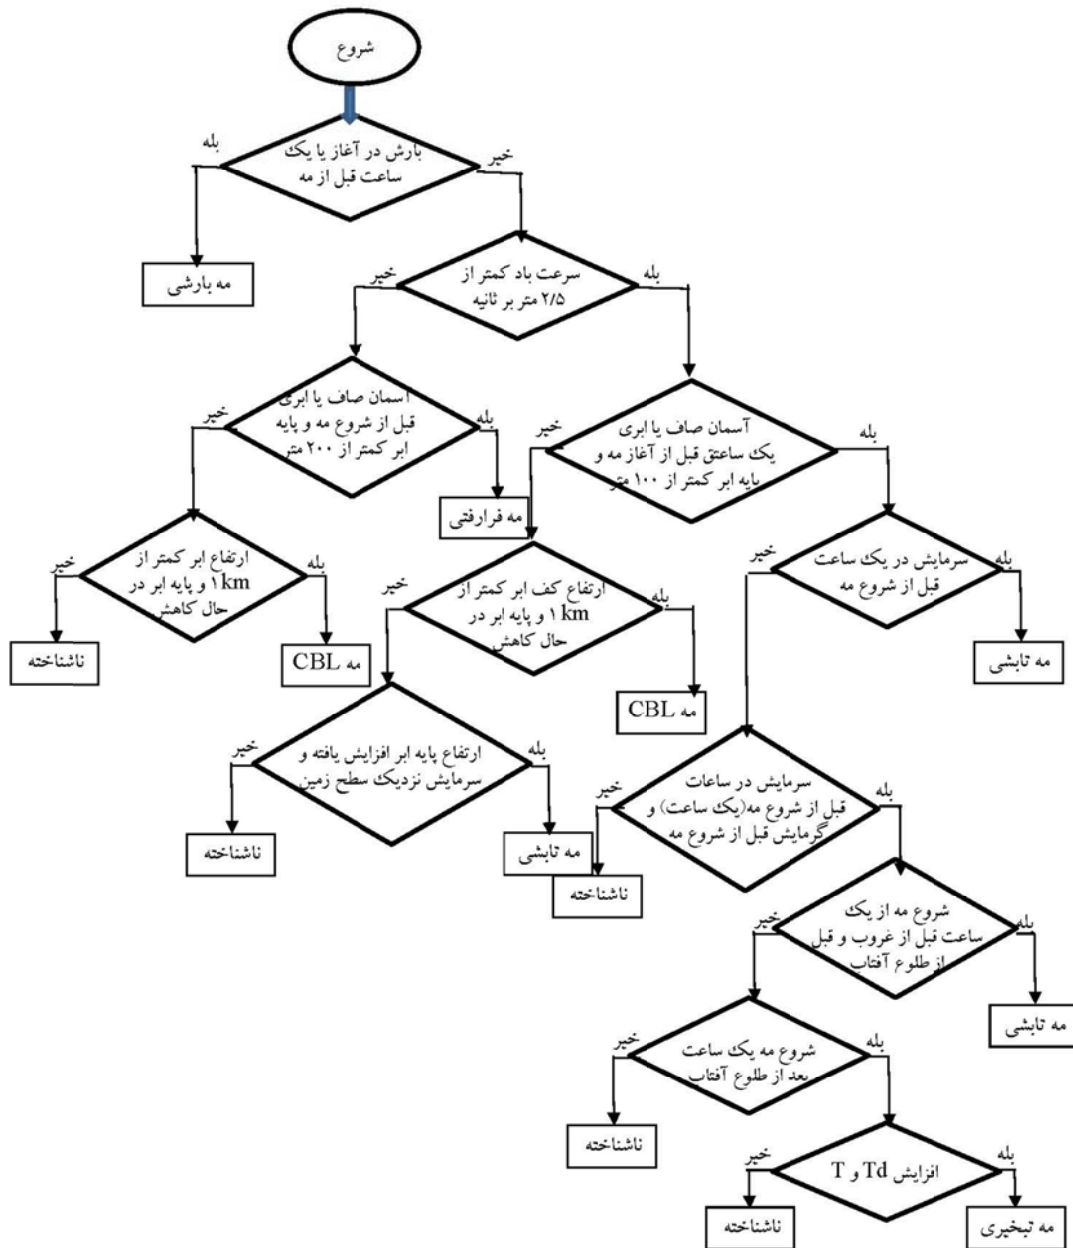 شروع
بارش در آغاز یا یک
ساعت قبل از مه
بله
خیر
مه بارشی
سرعت باد کمتر از
۲/۵ متر بر ثانیه
خیر
بله
آسمان صاف یا ابری
قبل از شروع مه و پایه
ابر کمتر از ۲۰۰ متر
خیر
بله
مه فرارفتی
آسمان صاف یا ابری
یک ساعتق قبل از آغاز مه و
پایه ابر کمتر از ۱۰۰ متر
خیر
بله
ارتفاع ابر کمتر از
۱ km و پایه ابر در
حال کاهش
خیر
بله
ناشناخته
مه CBL
ارتفاع کف ابر کمتر از
۱ km و پایه ابر در
حال کاهش
خیر
بله
مه CBL
سرمایش در یک ساعت
قبل از شروع مه
خیر
بله
مه تابشی
ارتفاع پایه ابر افزایش یافته و
سرمایش نزدیک سطح زمین
خیر
بله
ناشناخته
مه تابشی
سرمایش در ساعات
قبل از شروع مه(یک ساعت) و
گرمایش قبل از شروع مه
خیر
بله
ناشناخته
شروع مه از یک
ساعت قبل از غروب و قبل
از طلوع آفتاب
خیر
بله
مه تابشی
شروع مه یک ساعت
بعد از طلوع آفتاب
خیر
بله
ناشناخته
افزایش Td و T
خیر
بله
ناشناخته
مه تبخیری